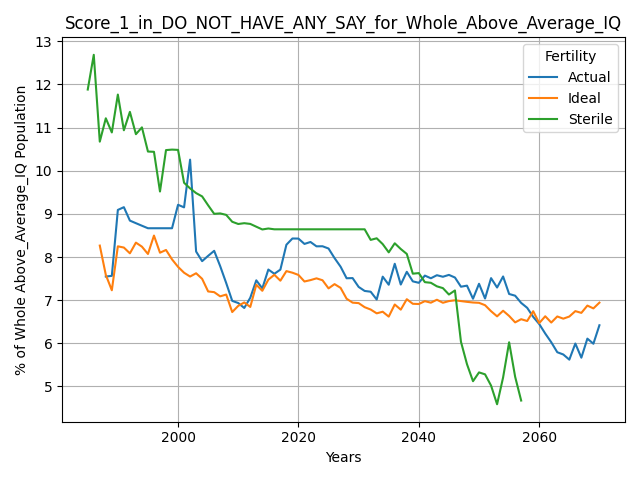 Score_1_in_DO_NOT_HAVE_ANY_SAY_for_Whole_Above_Average_IQ
% of Whole Above_Average_IQ Population
13
12
11
10
9
8
7
6
5
Fertility
Actual
Ideal
Sterile
2000 2020 2040 2060
Years